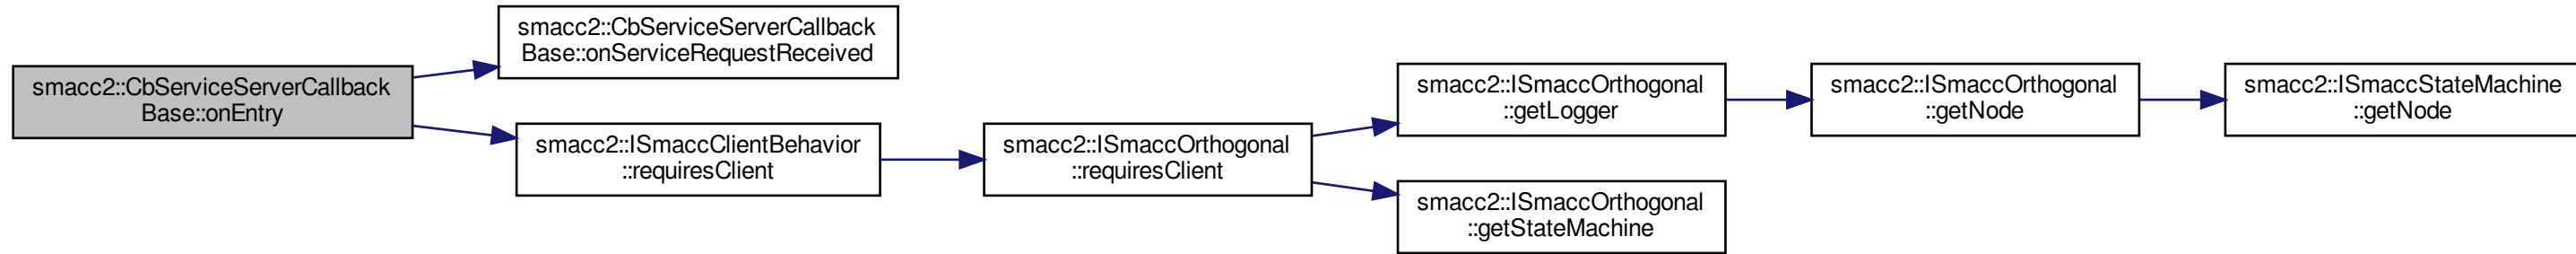 smacc2::CbServiceServerCallback
Base::onEntry
smacc2::CbServiceServerCallback
Base::onServiceRequestReceived
smacc2::ISmaccClientBehavior
::requiresClient
smacc2::ISmaccOrthogonal
::requiresClient
smacc2::ISmaccOrthogonal
::getLogger
smacc2::ISmaccOrthogonal
::getStateMachine
smacc2::ISmaccOrthogonal
::getNode
smacc2::ISmaccStateMachine
::getNode